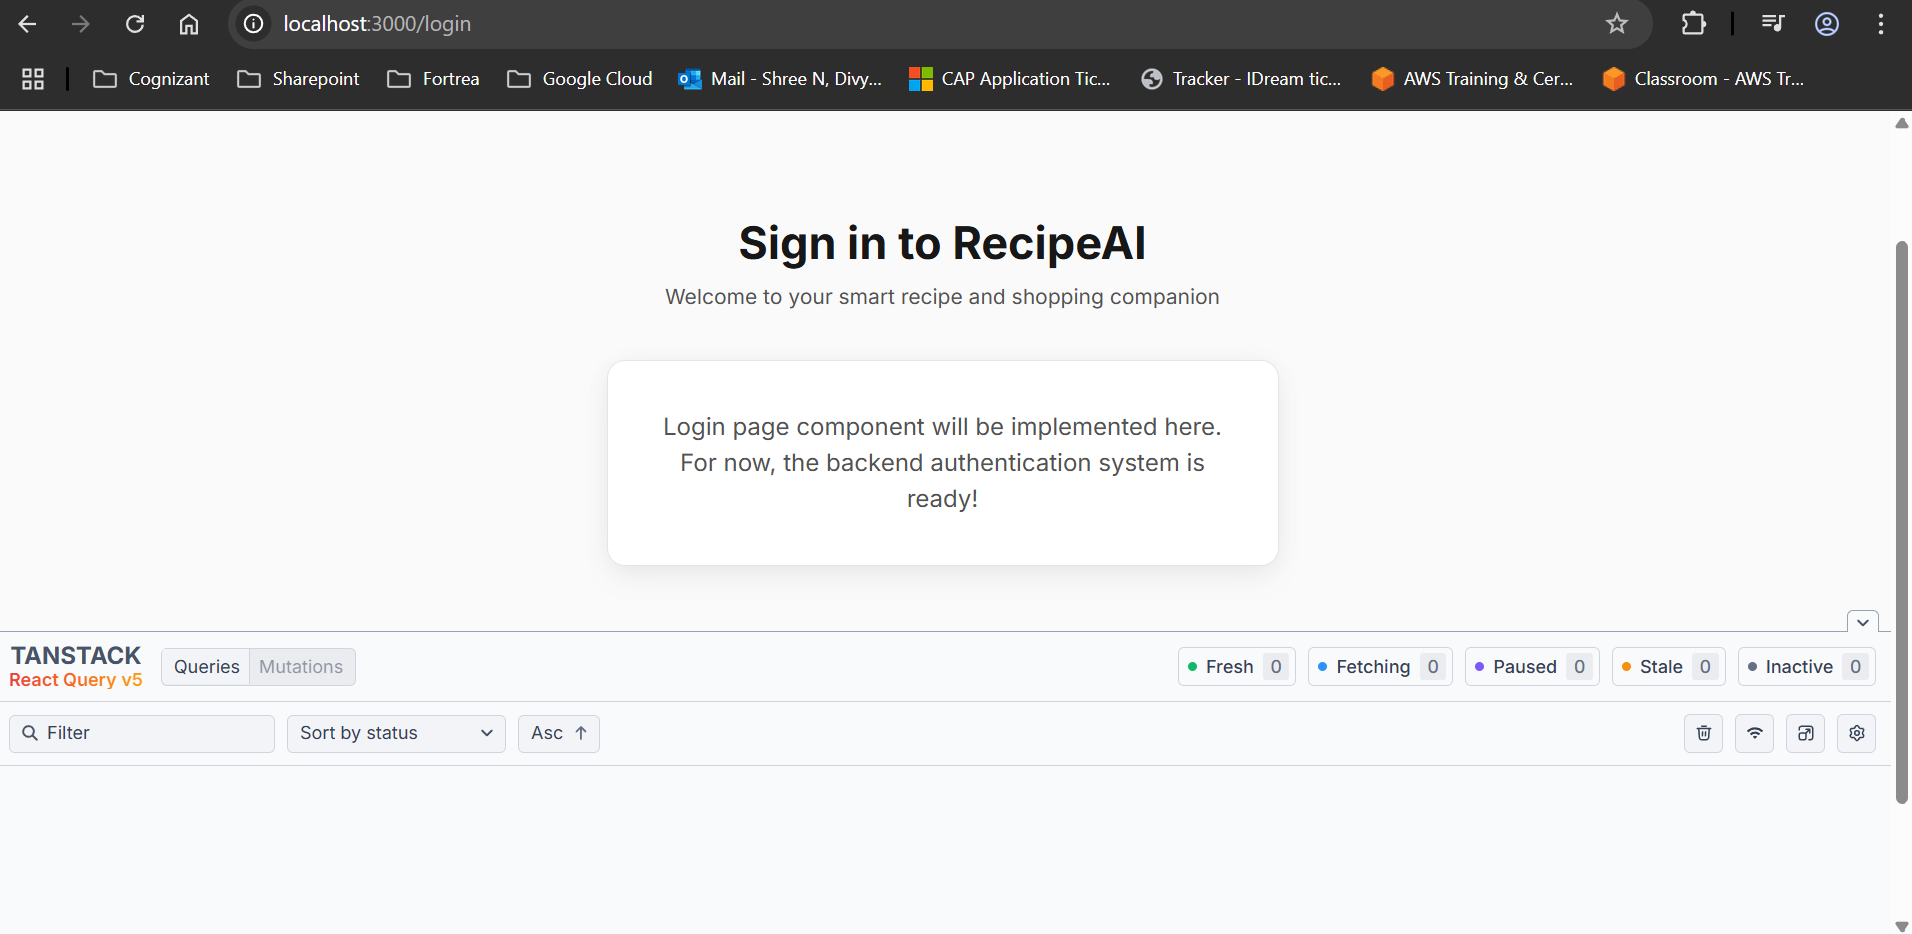 localhost:3000/login
Cognizant Sharepoint Fortrea Google Cloud Mail - Shree N, Divy... CAP Application Tic... Tracker - IDream tic... AWS Training & Cer... Classroom - AWS Tr...
Sign in to RecipeAI
Welcome to your smart recipe and shopping companion
Login page component will be implemented here.
For now, the backend authentication system is
ready!
TANSTACK
React Query v5
Queries Mutations
Fresh 0 Fetching 0 Paused 0 Stale 0 Inactive 0
Filter Sort by status Asc ↑